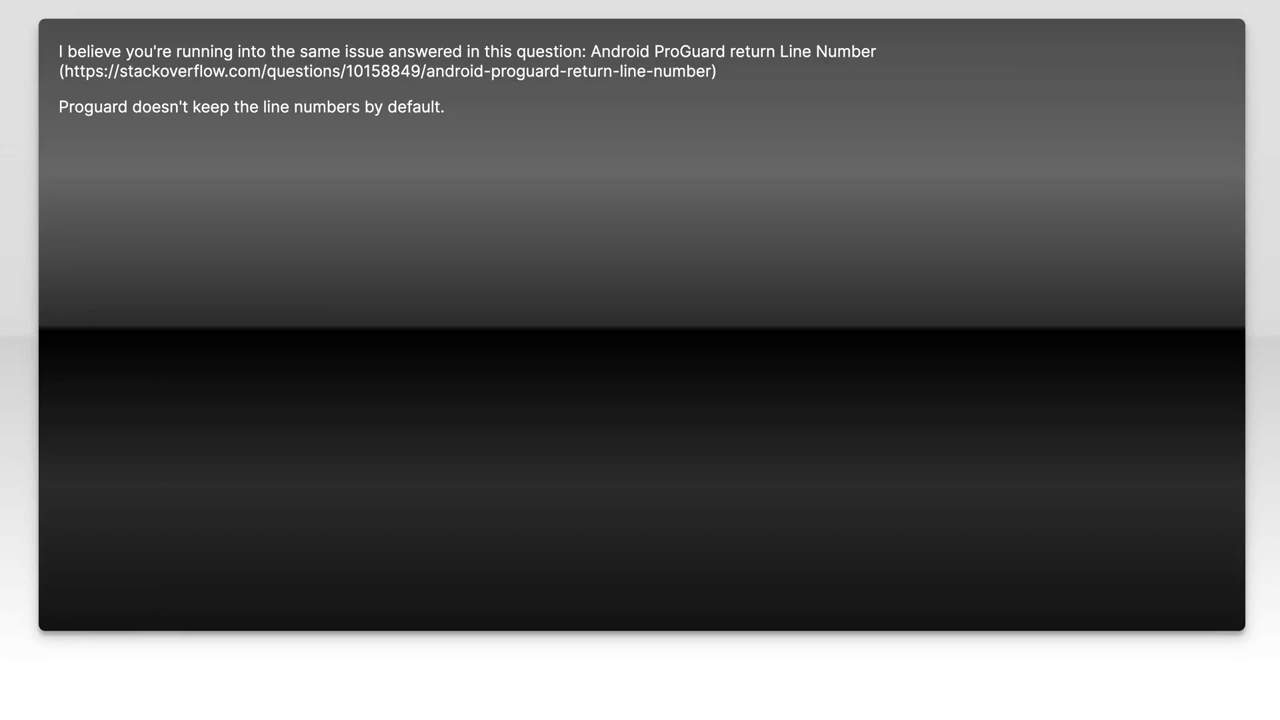 I believe you're running into the same issue answered in this question: Android ProGuard return Line Number
(https://stackoverflow.com/questions/10158849/android-proguard-return-line-number)
Proguard doesn't keep the line numbers by default.